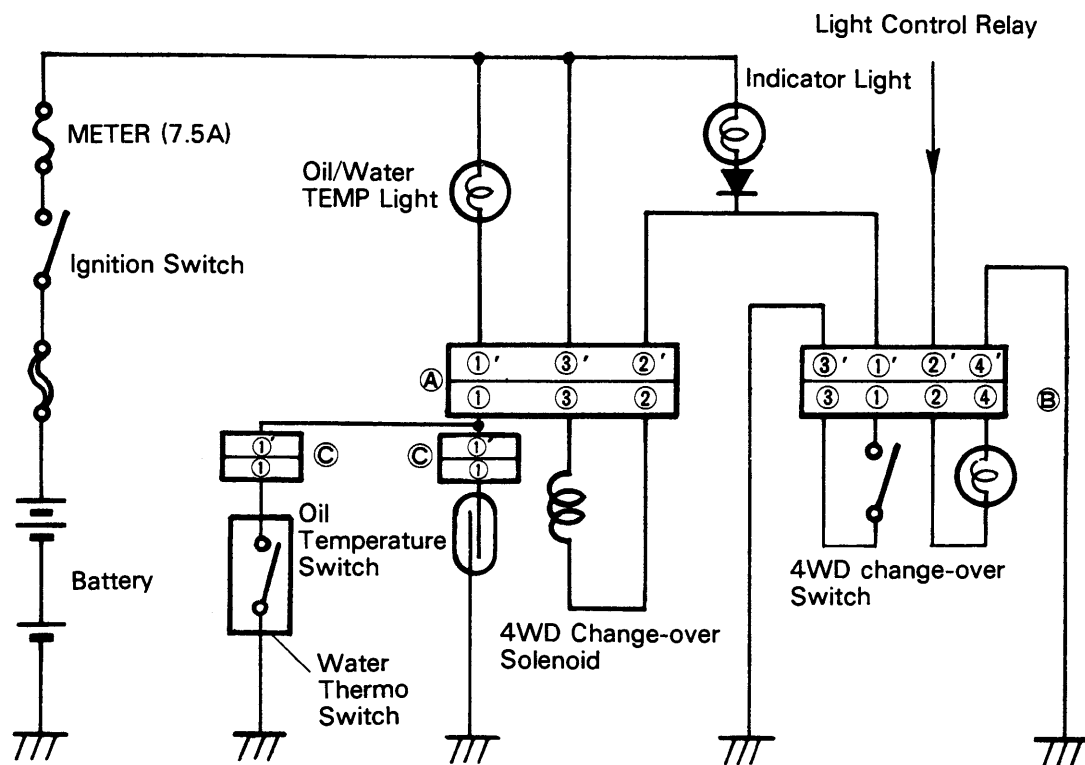 Light Control Relay
Indicator Light
METER (7.5A)
Oil/Water
TEMP Light
Ignition Switch
①′ ③′ ②′
③′ ①′ ②′ ④′
Ⓐ
① ③ ②
③ ① ② ④
Ⓑ
①′ Ⓒ Ⓒ ①′
① ①
Oil
Temperature
Switch
Battery
4WD change-over
Switch
4WD Change-over
Solenoid
Water
Thermo
Switch